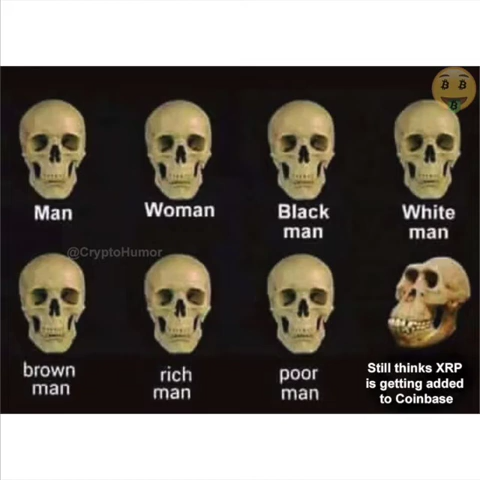 Man
Woman
Black
man
White
man
@CryptoHumor
brown
man
rich
man
poor
man
Still thinks XRP
is getting added
to Coinbase